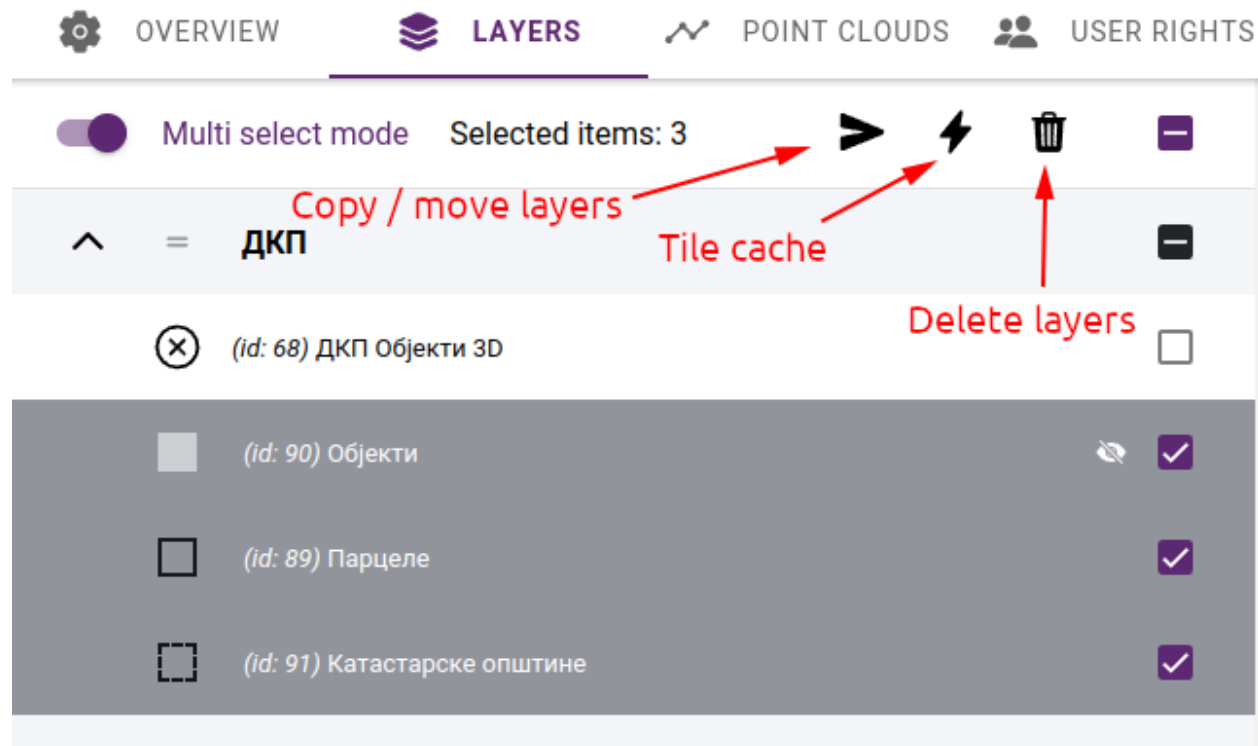 OVERVIEW LAYERS POINT CLOUDS USER RIGHTS
Multi select mode Selected items: 3
Copy / move layers
ДКП
Tile cache
Delete layers
(id: 68) ДКП Објекти 3D
(id: 90) Објекти
(id: 89) Парцеле
(id: 91) Катастарске општине